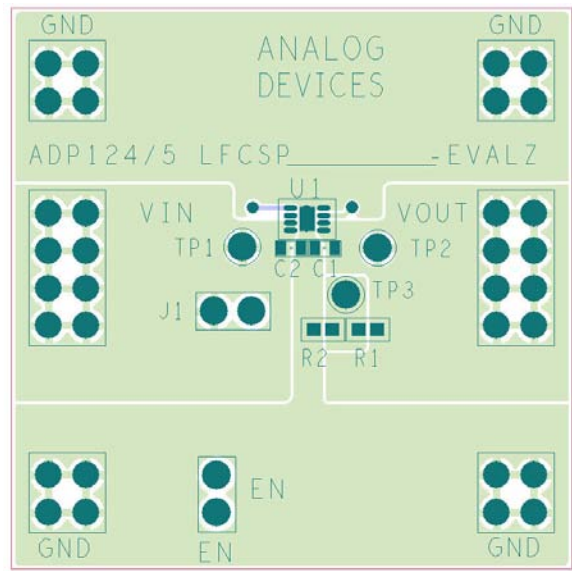 GND GND
ANALOG
DEVICES
ADP124/5 LFCSP__________-EVALZ
U1
VIN VOUT
TP1 TP2
C2 C1
TP3
J1
R2 R1
EN
GND GND
EN